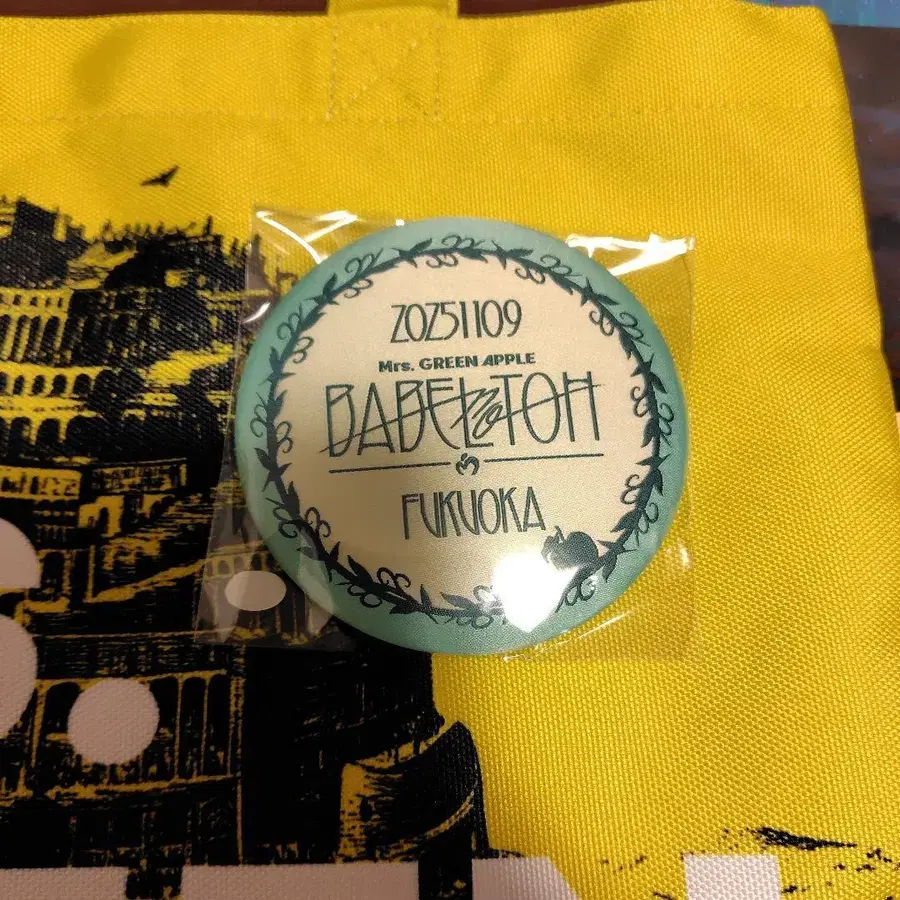 20251109
Mrs. GREEN APPLE
BABEL no TOH
FUKUOKA